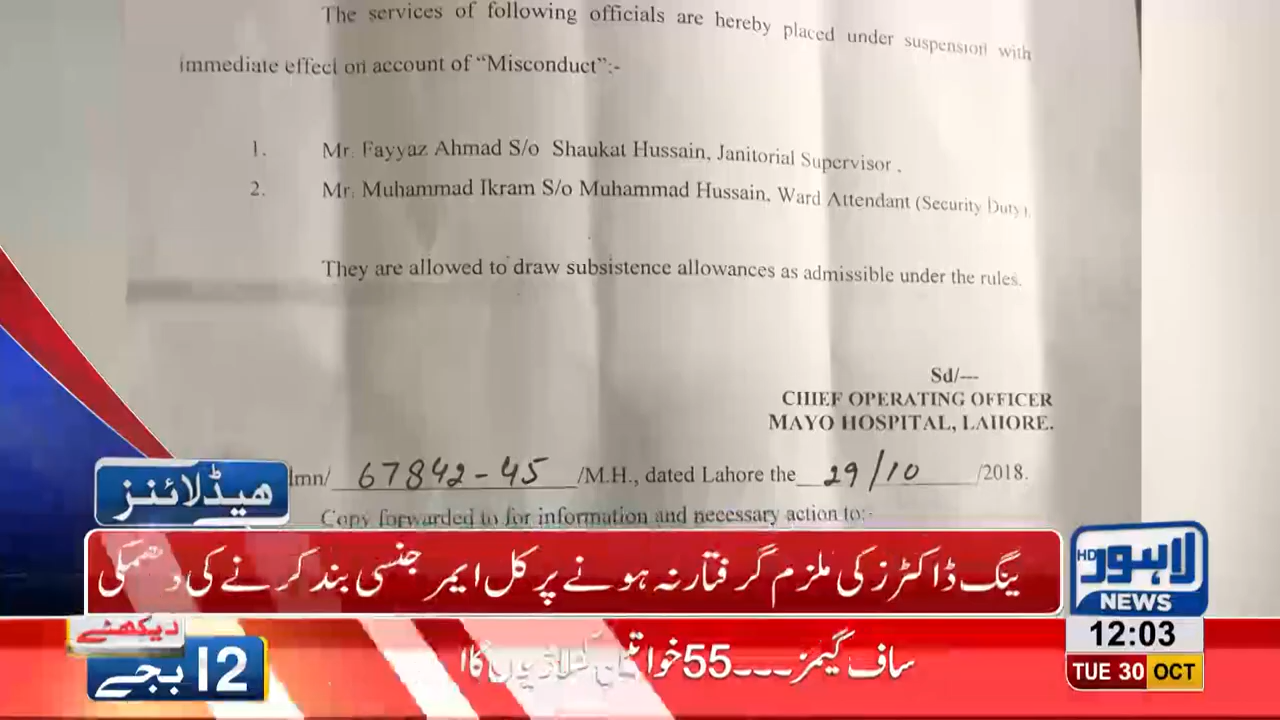 The services of following officials are hereby placed under suspension with
immediate effect on account of “Misconduct”:-
1. Mr. Fayyaz Ahmad S/o Shaukat Hussain, Janitorial Supervisor .
2. Mr. Muhammad Ikram S/o Muhammad Hussain, Ward Attendant (Security Duty).
They are allowed to draw subsistence allowances as admissible under the rules.
Sd/---
CHIEF OPERATING OFFICER
MAYO HOSPITAL, LAHORE.
lmn/ 67842-45 /M.H., dated Lahore the 29/10 /2018.
Copy forwarded to for information and necessary action to:-
ہیڈلائنز
ینگ ڈاکٹرز کی ملزم گرفتار نہ ہونے پر کل ایمرجنسی بند کرنے کی دھمکی
HD لاہور
NEWS
12:03
TUE 30 OCT
دیکھئے
12 بجے
ساف گیمز۔۔۔55 خواتین کھلاڑیوں کا